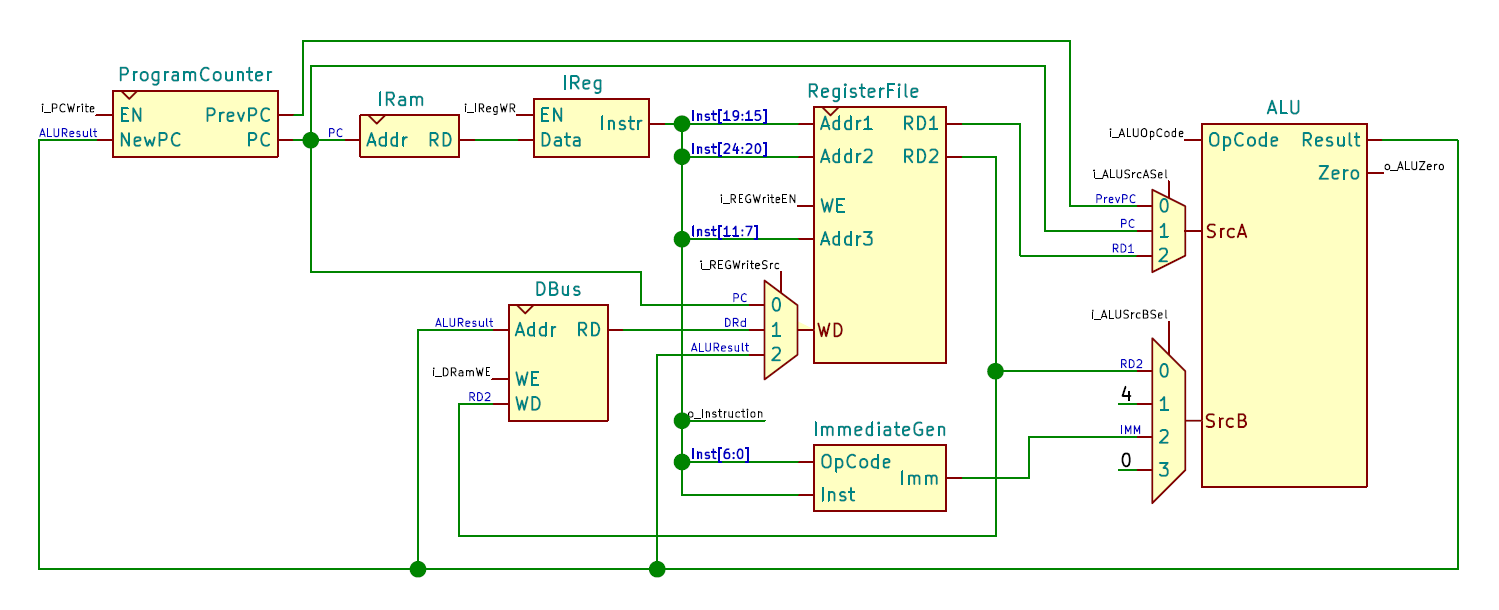 ProgramCounter
i_PCWrite
EN
PrevPC
ALUResult
NewPC
PC
PC
IRam
Addr
RD
IReg
i_IRegWR
EN
Instr
Data
Inst[19:15]
Inst[24:20]
Inst[11:7]
RegisterFile
Addr1
RD1
Addr2
RD2
i_REGWriteEN
WE
Addr3
i_REGWriteSrc
PC
0
DRd
1
ALUResult
2
WD
DBus
ALUResult
Addr
RD
i_DRamWE
WE
RD2
WD
o_Instruction
Inst[6:0]
ImmediateGen
OpCode
Imm
Inst
ALU
i_ALUOpCode
OpCode
Result
Zero
o_ALUZero
i_ALUSrcASel
PrevPC
0
PC
1
RD1
2
SrcA
i_ALUSrcBSel
RD2
0
4
1
IMM
2
0
3
SrcB